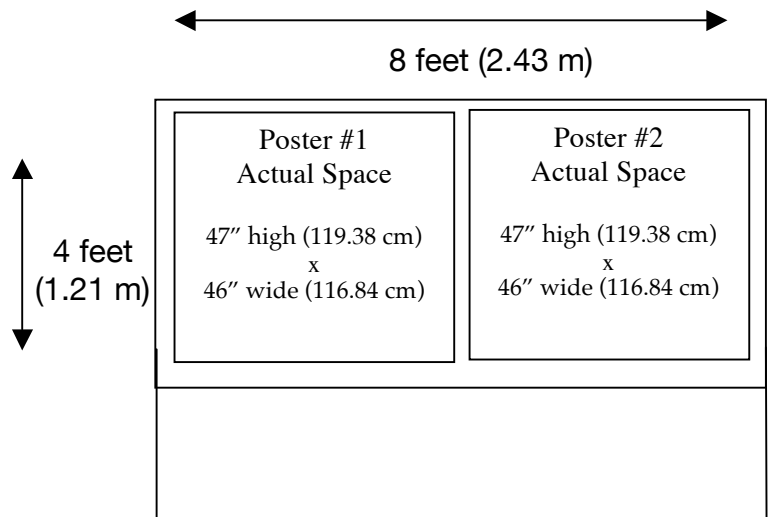 8 feet (2.43 m)
4 feet
(1.21 m)
Poster #1
Actual Space
47″ high (119.38 cm)
x
46″ wide (116.84 cm)
Poster #2
Actual Space
47″ high (119.38 cm)
x
46″ wide (116.84 cm)